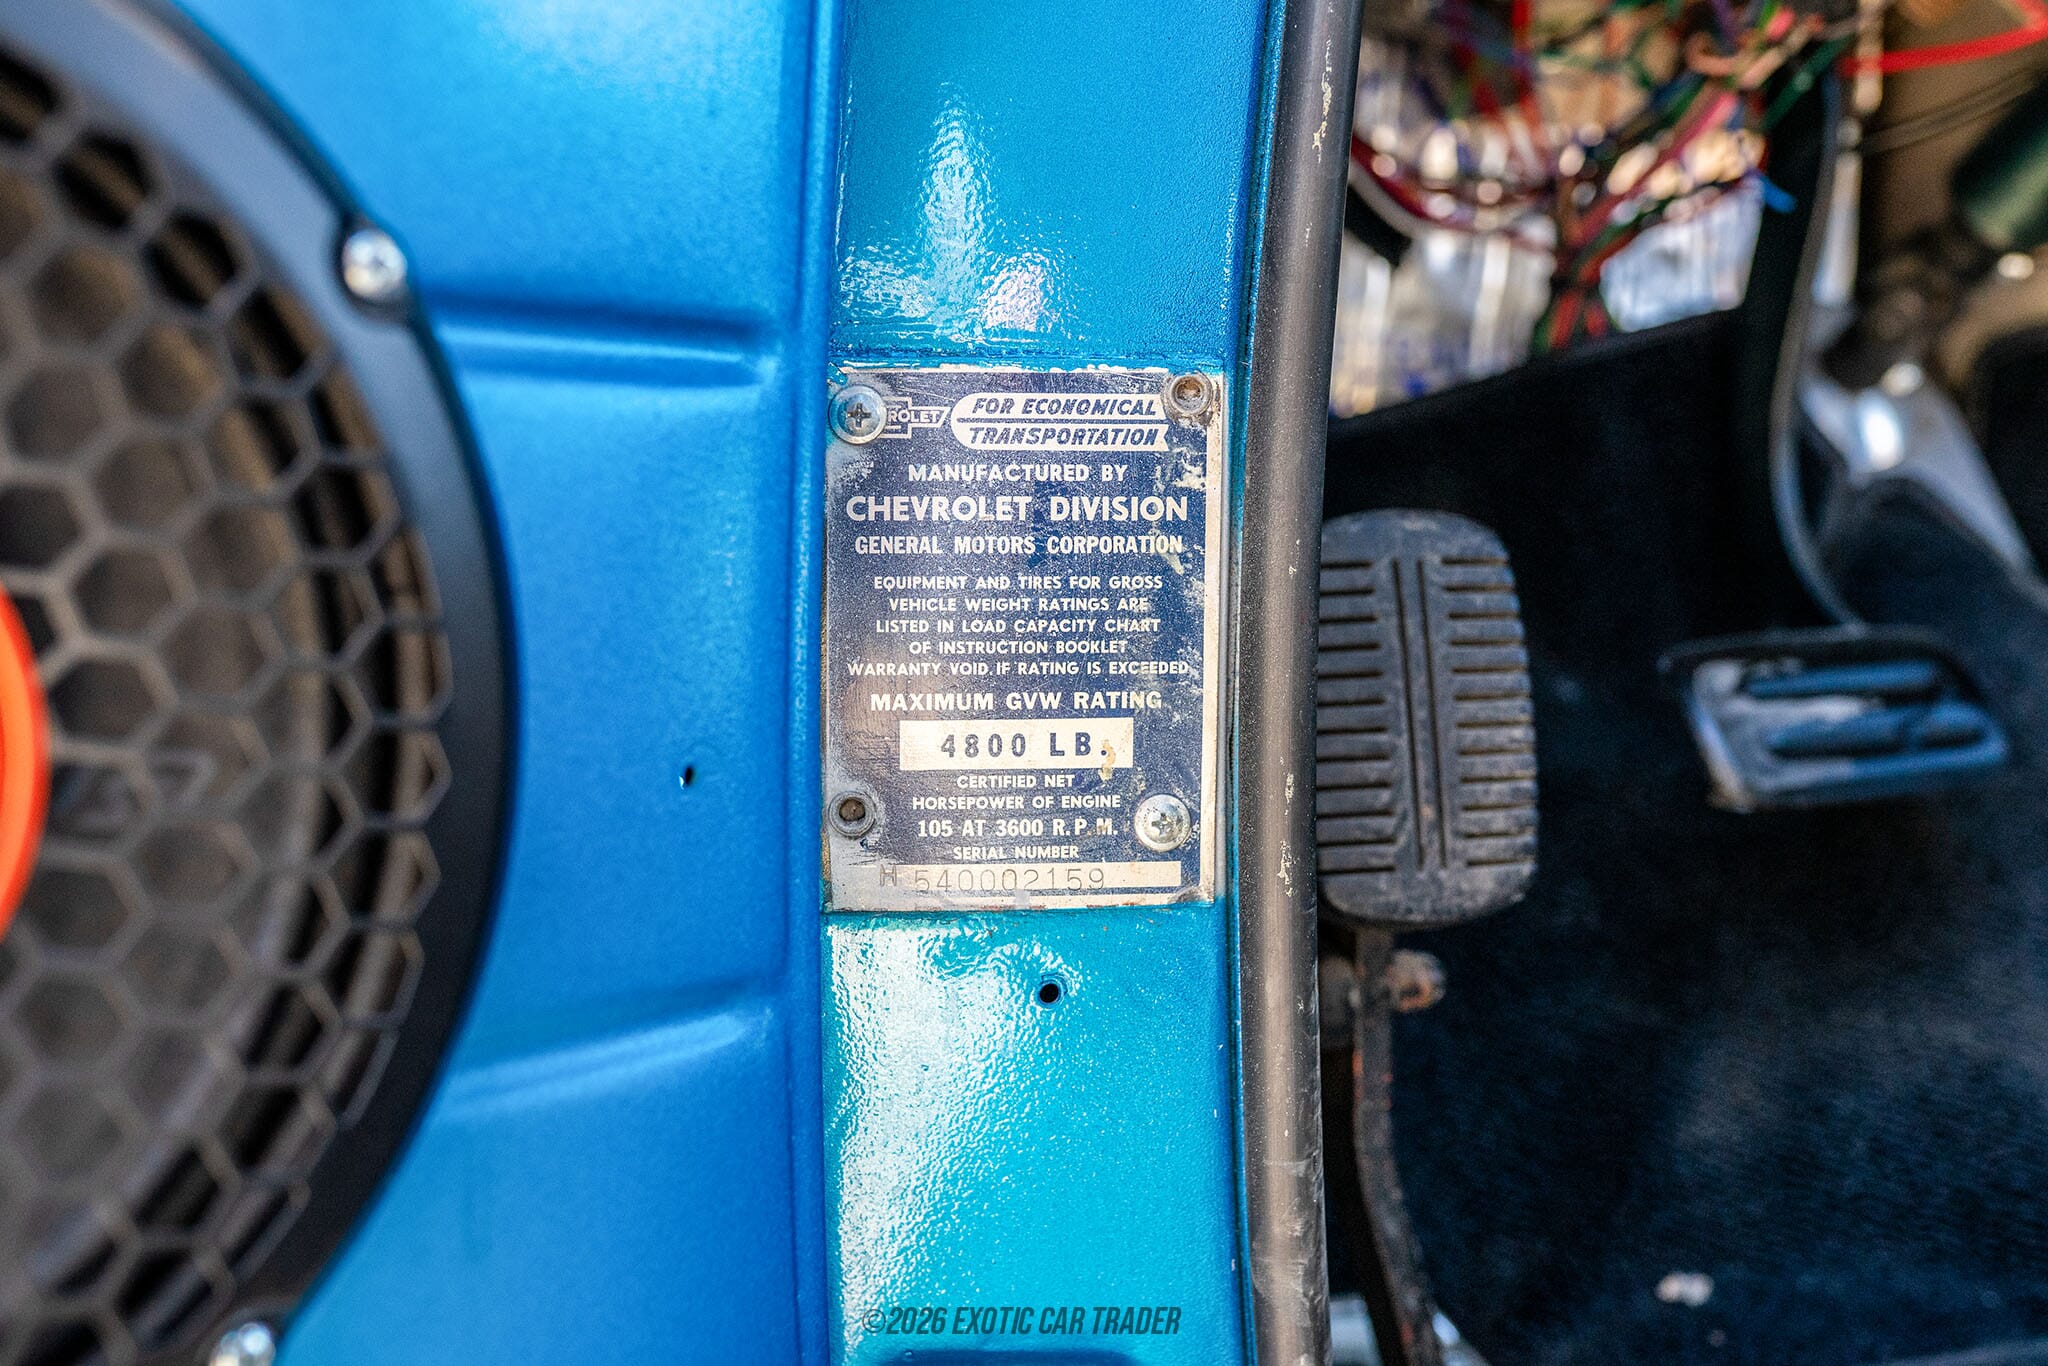 FOR ECONOMICAL
TRANSPORTATION
MANUFACTURED BY
CHEVROLET DIVISION
GENERAL MOTORS CORPORATION
EQUIPMENT AND TIRES FOR GROSS
VEHICLE WEIGHT RATINGS ARE
LISTED IN LOAD CAPACITY CHART
OF INSTRUCTION BOOKLET
WARRANTY VOID, IF RATING IS EXCEEDED
MAXIMUM GVW RATING
4800 LB.
CERTIFIED NET
HORSEPOWER OF ENGINE
105 AT 3600 R.P.M.
SERIAL NUMBER
H 540002159
©2026 EXOTIC CAR TRADER